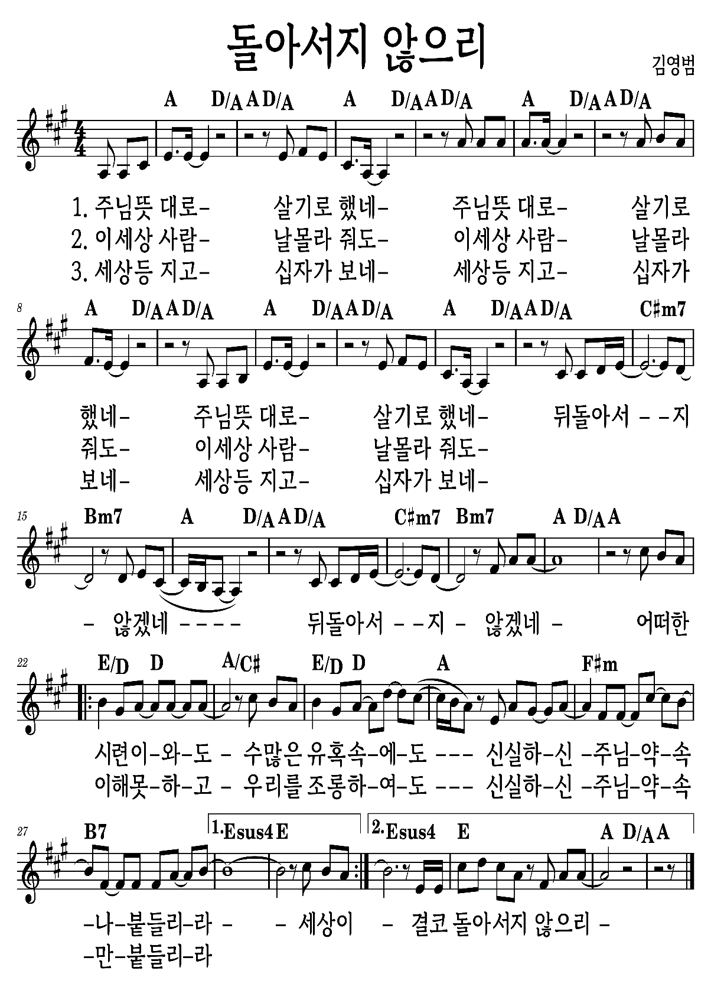 돌아서지 않으리
김영범
A D/A A D/A A D/A A D/A A D/A A D/A
4 4
1. 주님뜻 대로- 살기로 했네- 주님뜻 대로- 살기로
2. 이세상 사람- 날몰라 줘도- 이세상 사람- 날몰라
3. 세상등 지고- 십자가 보네- 세상등 지고- 십자가
8 A D/A A D/A A D/A A D/A A D/A A D/A C♯m7
했네- 주님뜻 대로- 살기로 했네- 뒤돌아서 - - 지
줘도- 이세상 사람- 날몰라 줘도-
보네- 세상등 지고- 십자가 보네-
15 Bm7 A D/A A D/A C♯m7 Bm7 A D/A A
- 않겠네 - - - - 뒤돌아서 - - 지 - 않겠네 - 어떠한
22 E/D D A/C♯ E/D D A F♯m
시련이-와-도 - 수많은 유혹속-에-도 - - - 신실하-신 -주님-약-속
이해못-하-고 - 우리를 조롱하-여-도 - - - 신실하-신 -주님-약-속
27 B7 1. Esus4 E 2. Esus4 E A D/A A
-나-붙들리-라 - - 세상이 - 결코 돌아서지 않으리 -
-만-붙들리-라